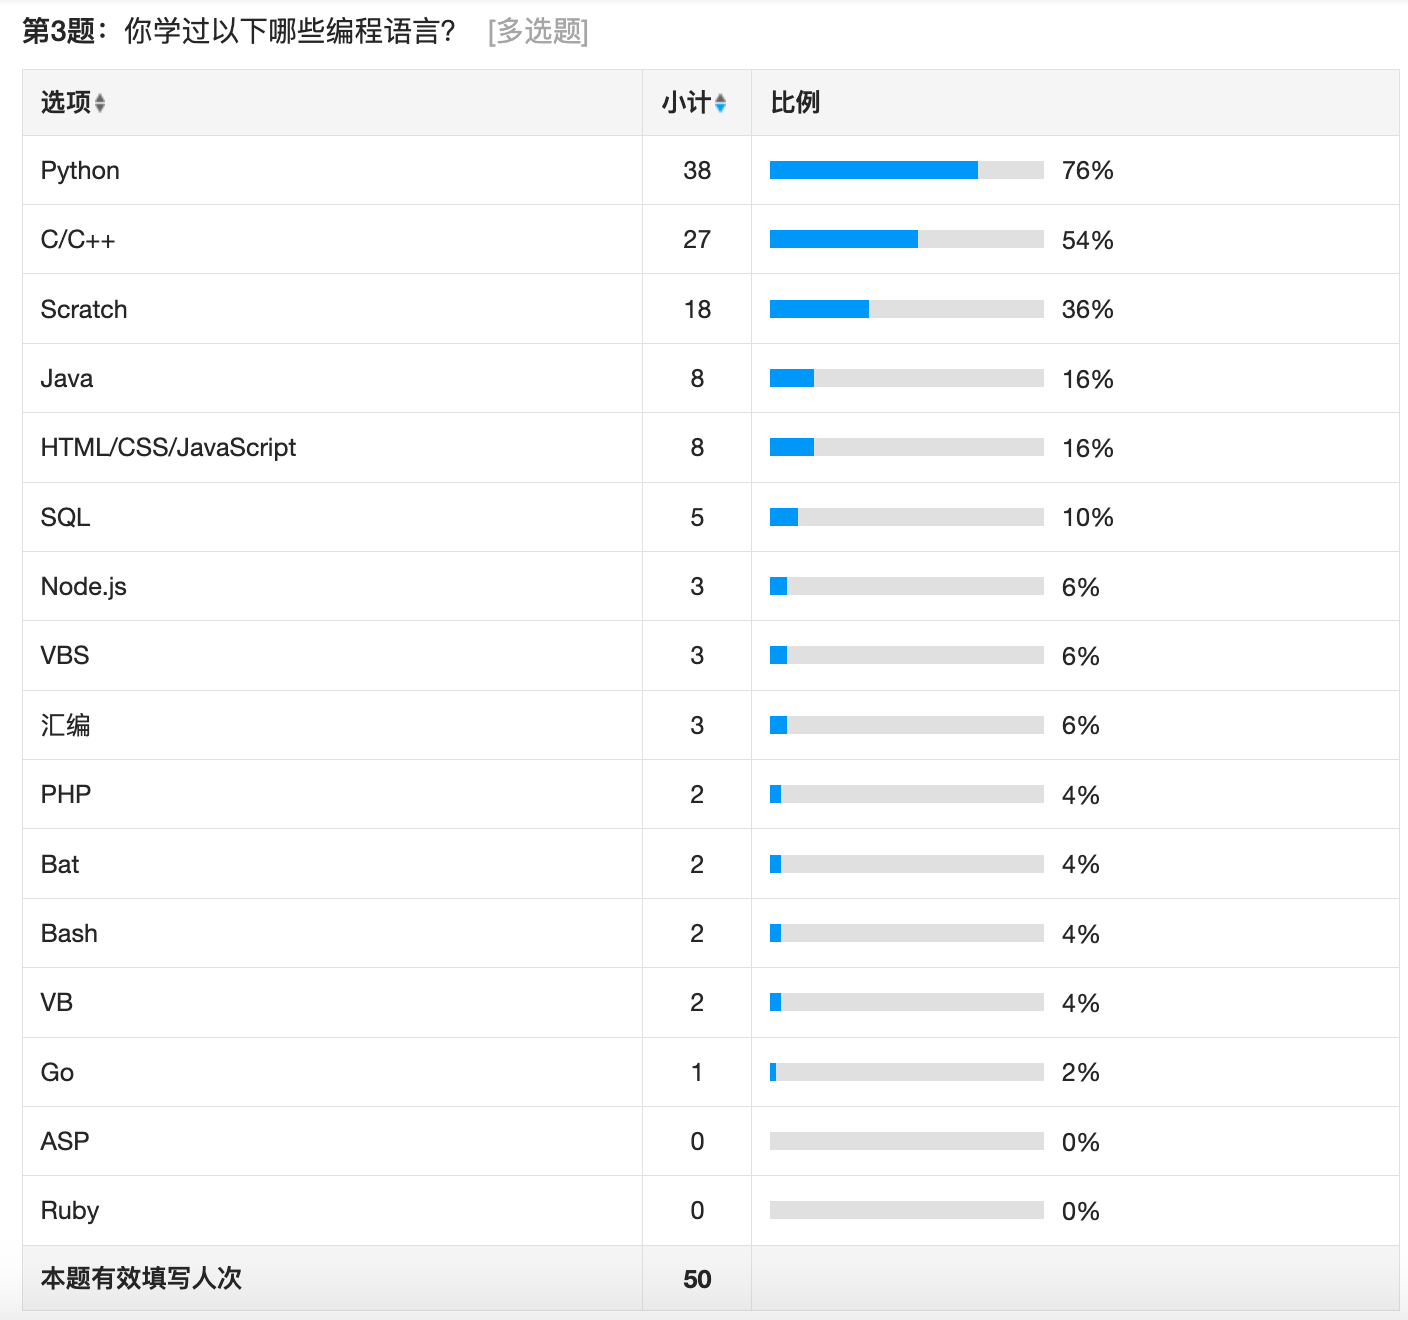 第3题：你学过以下哪些编程语言？ [多选题]
选项 小计 比例
Python 38 76%
C/C++ 27 54%
Scratch 18 36%
Java 8 16%
HTML/CSS/JavaScript 8 16%
SQL 5 10%
Node.js 3 6%
VBS 3 6%
汇编 3 6%
PHP 2 4%
Bat 2 4%
Bash 2 4%
VB 2 4%
Go 1 2%
ASP 0 0%
Ruby 0 0%
本题有效填写人次 50